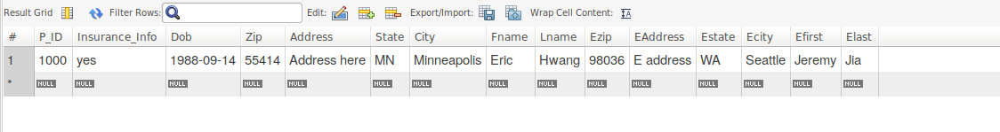 Result Grid Filter Rows: Edit: Export/Import: Wrap Cell Content: IA
# P_ID Insurance_Info Dob Zip Address State City Fname Lname Ezip EAddress Estate Ecity Efirst Elast
1 1000 yes 1988-09-14 55414 Address here MN Minneapolis Eric Hwang 98036 E address WA Seattle Jeremy Jia
* NULL NULL NULL NULL NULL NULL NULL NULL NULL NULL NULL NULL NULL NULL NULL